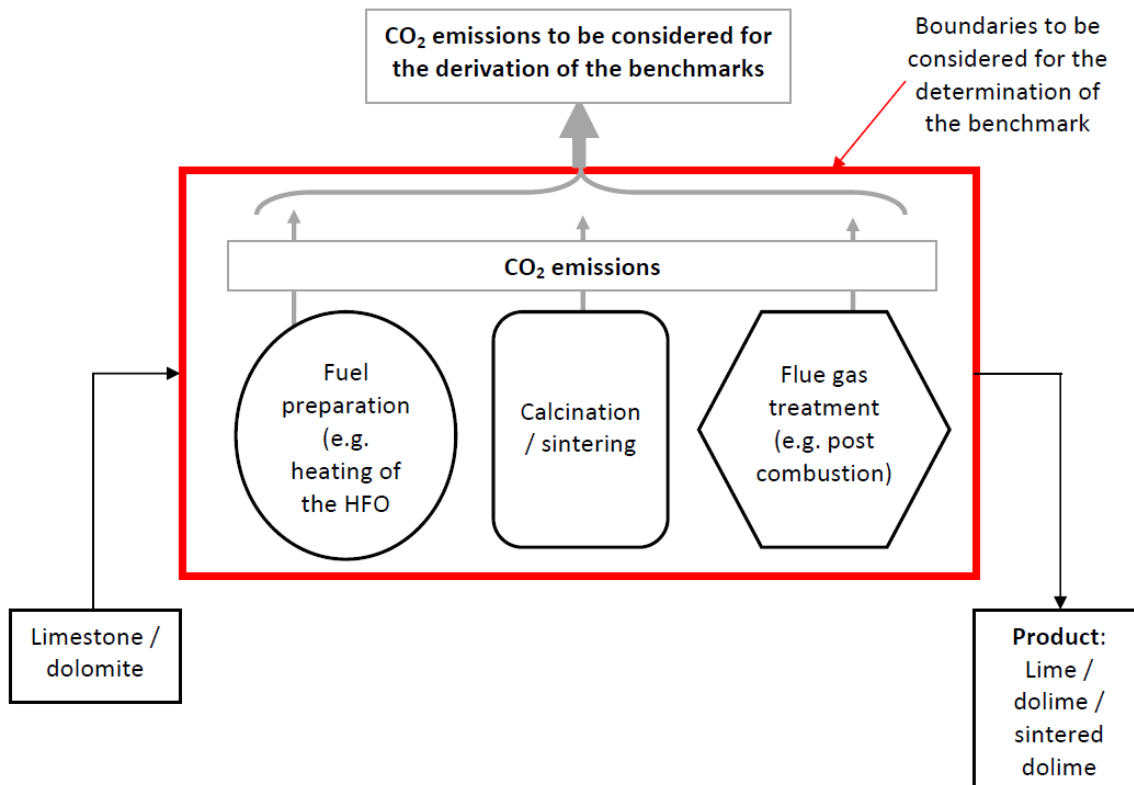 CO₂ emissions to be considered for
the derivation of the benchmarks
Boundaries to be
considered for the
determination of
the benchmark
CO₂ emissions
Fuel
preparation
(e.g.
heating of
the HFO
Calcination
/ sintering
Flue gas
treatment
(e.g. post
combustion)
Limestone /
dolomite
Product:
Lime /
dolime /
sintered
dolime